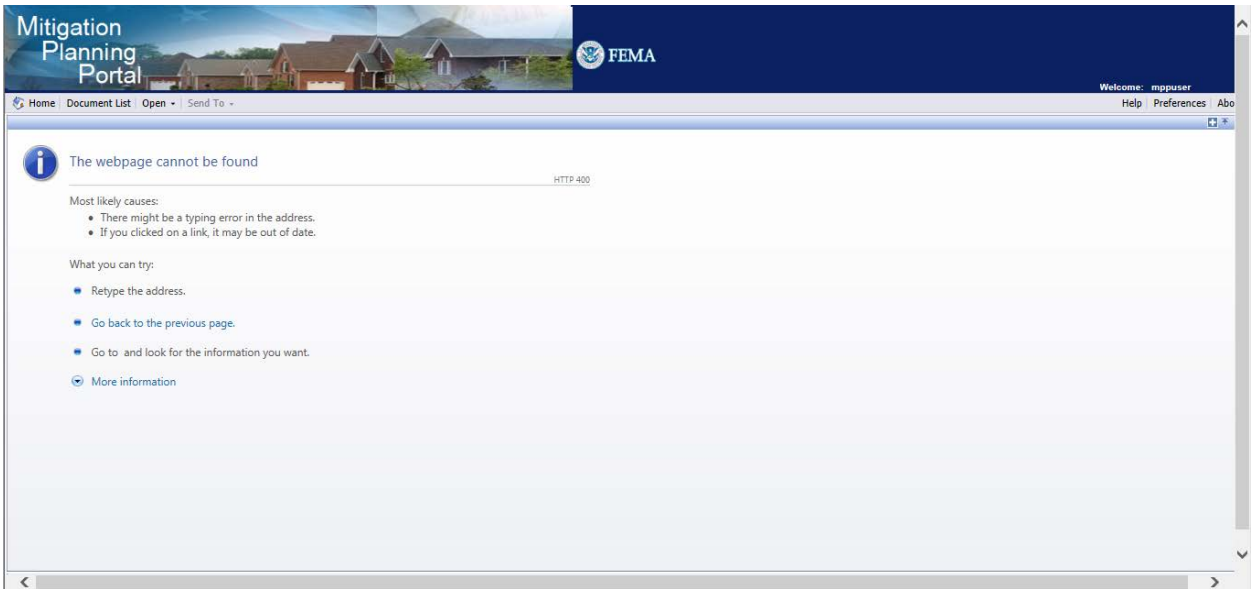 Mitigation
Planning
Portal
FEMA
Welcome: mppuser
Home Document List Open Send To
Help Preferences Abo
The webpage cannot be found
HTTP 400
Most likely causes:
• There might be a typing error in the address.
• If you clicked on a link, it may be out of date.
What you can try:
Retype the address.
Go back to the previous page.
Go to and look for the information you want.
More information